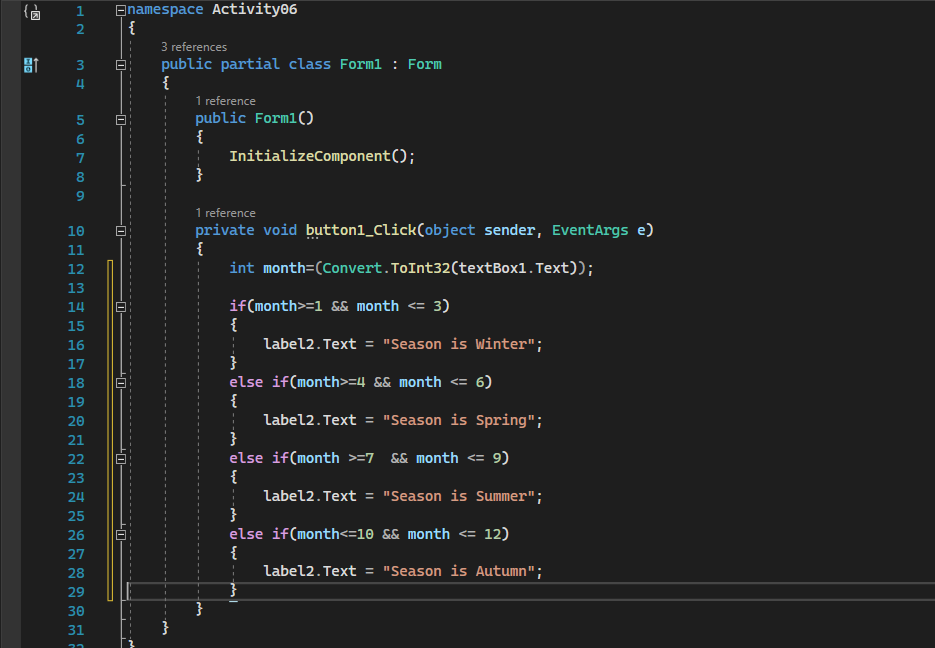 1 namespace Activity06
2 {
3 references
3 public partial class Form1 : Form
4 {
1 reference
5 public Form1()
6 {
7 InitializeComponent();
8 }
9
1 reference
10 private void button1_Click(object sender, EventArgs e)
11 {
12 int month=(Convert.ToInt32(textBox1.Text));
13
14 if(month>=1 && month <= 3)
15 {
16 label2.Text = "Season is Winter";
17 }
18 else if(month>=4 && month <= 6)
19 {
20 label2.Text = "Season is Spring";
21 }
22 else if(month >=7  && month <= 9)
23 {
24 label2.Text = "Season is Summer";
25 }
26 else if(month<=10 && month <= 12)
27 {
28 label2.Text = "Season is Autumn";
29 }
30 }
31 }
32 }